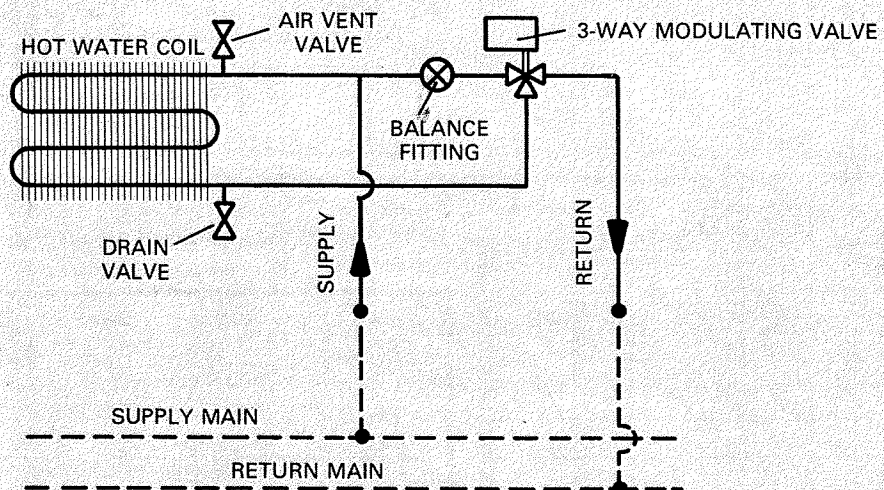 AIR VENT
VALVE
3-WAY MODULATING VALVE
HOT WATER COIL
BALANCE
FITTING
DRAIN
VALVE
SUPPLY
RETURN
SUPPLY MAIN
RETURN MAIN